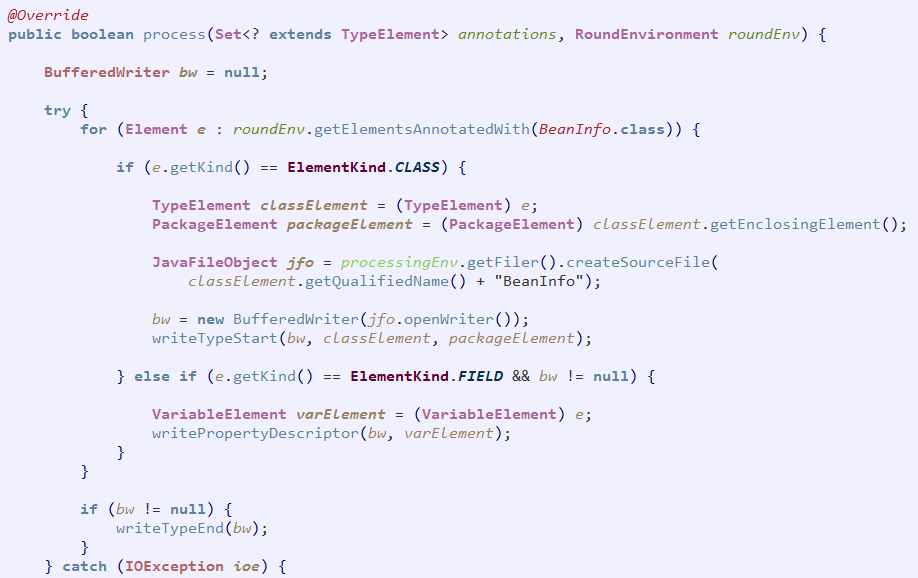 @Override
public boolean process(Set<? extends TypeElement> annotations, RoundEnvironment roundEnv) {
BufferedWriter bw = null;
try {
for (Element e : roundEnv.getElementsAnnotatedWith(BeanInfo.class)) {
if (e.getKind() == ElementKind.CLASS) {
TypeElement classElement = (TypeElement) e;
PackageElement packageElement = (PackageElement) classElement.getEnclosingElement();
JavaFileObject jfo = processingEnv.getFiler().createSourceFile(
classElement.getQualifiedName() + "BeanInfo");
bw = new BufferedWriter(jfo.openWriter());
writeTypeStart(bw, classElement, packageElement);
} else if (e.getKind() == ElementKind.FIELD && bw != null) {
VariableElement varElement = (VariableElement) e;
writePropertyDescriptor(bw, varElement);
}
}
if (bw != null) {
writeTypeEnd(bw);
}
} catch (IOException ioe) {